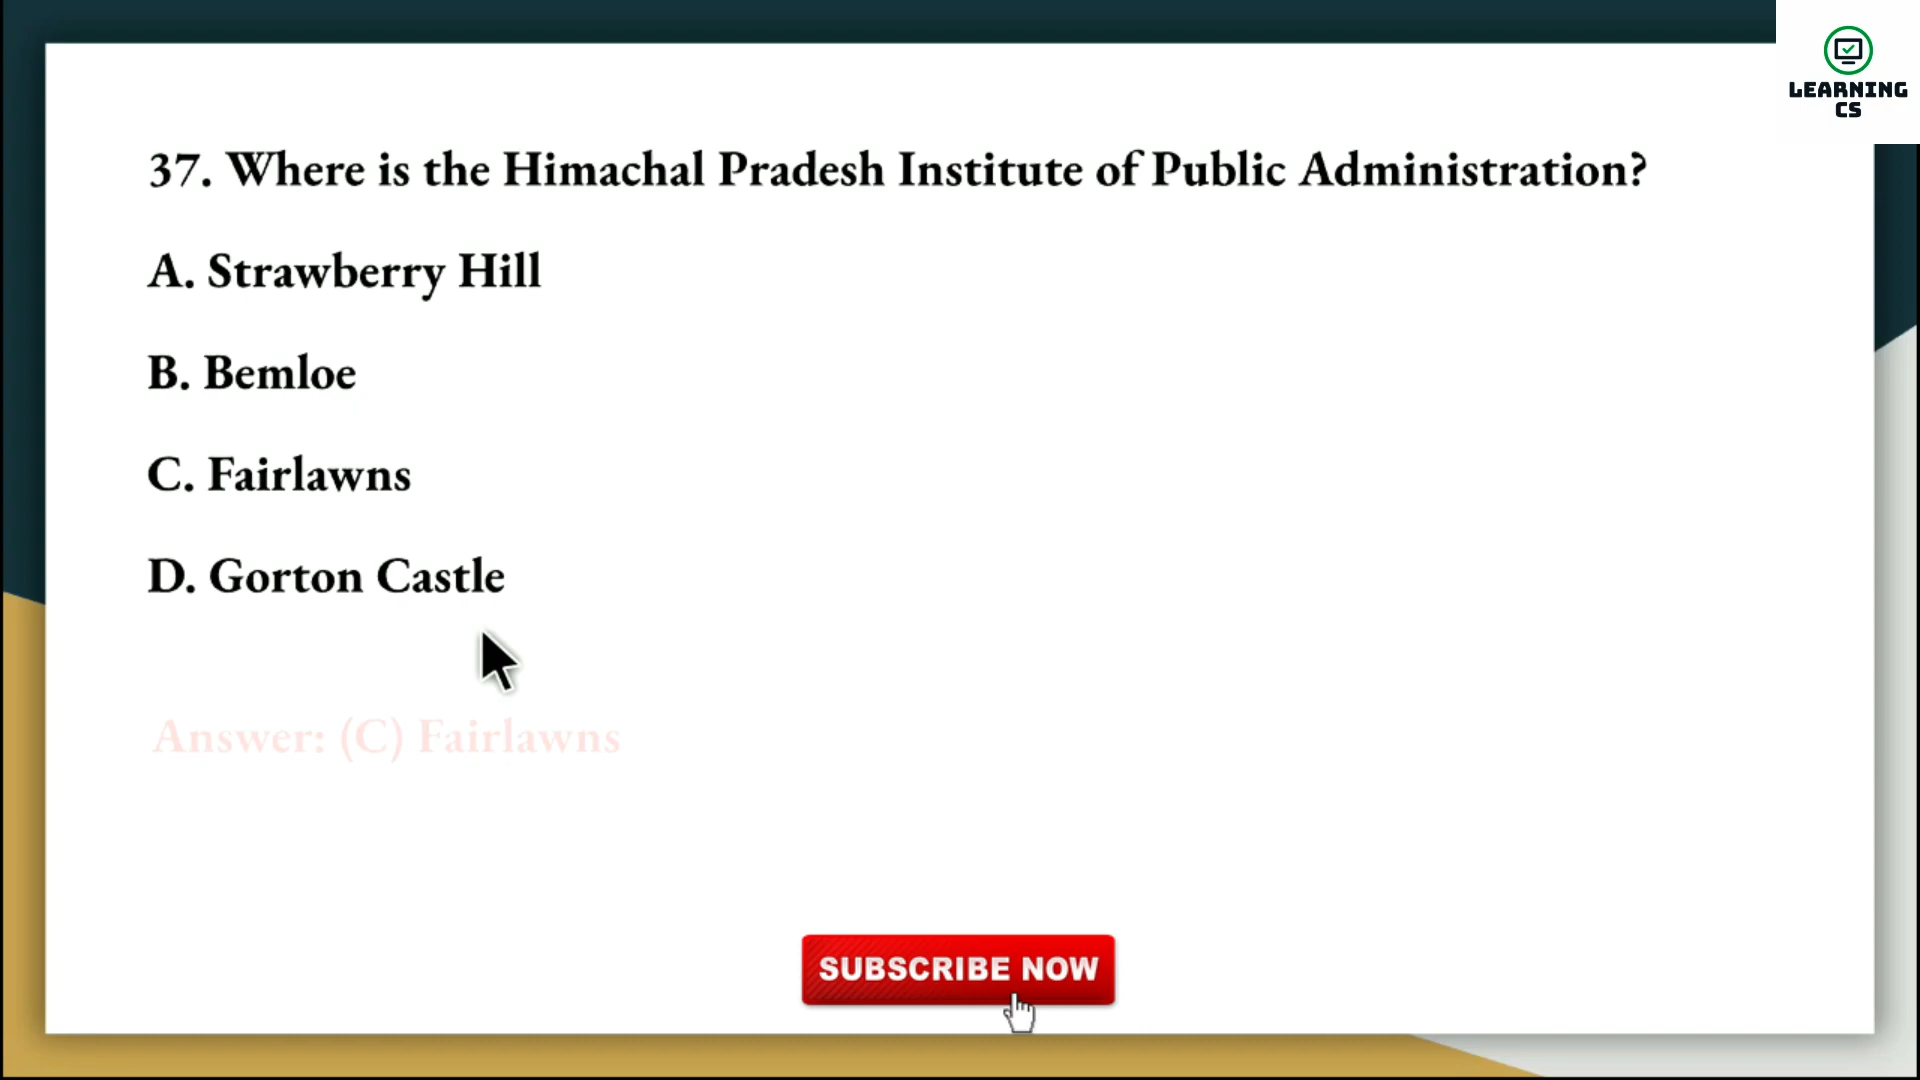 LEARNING
CS
37. Where is the Himachal Pradesh Institute of Public Administration?
A. Strawberry Hill
B. Bemloe
C. Fairlawns
D. Gorton Castle
Answer: (C) Fairlawns
SUBSCRIBE NOW